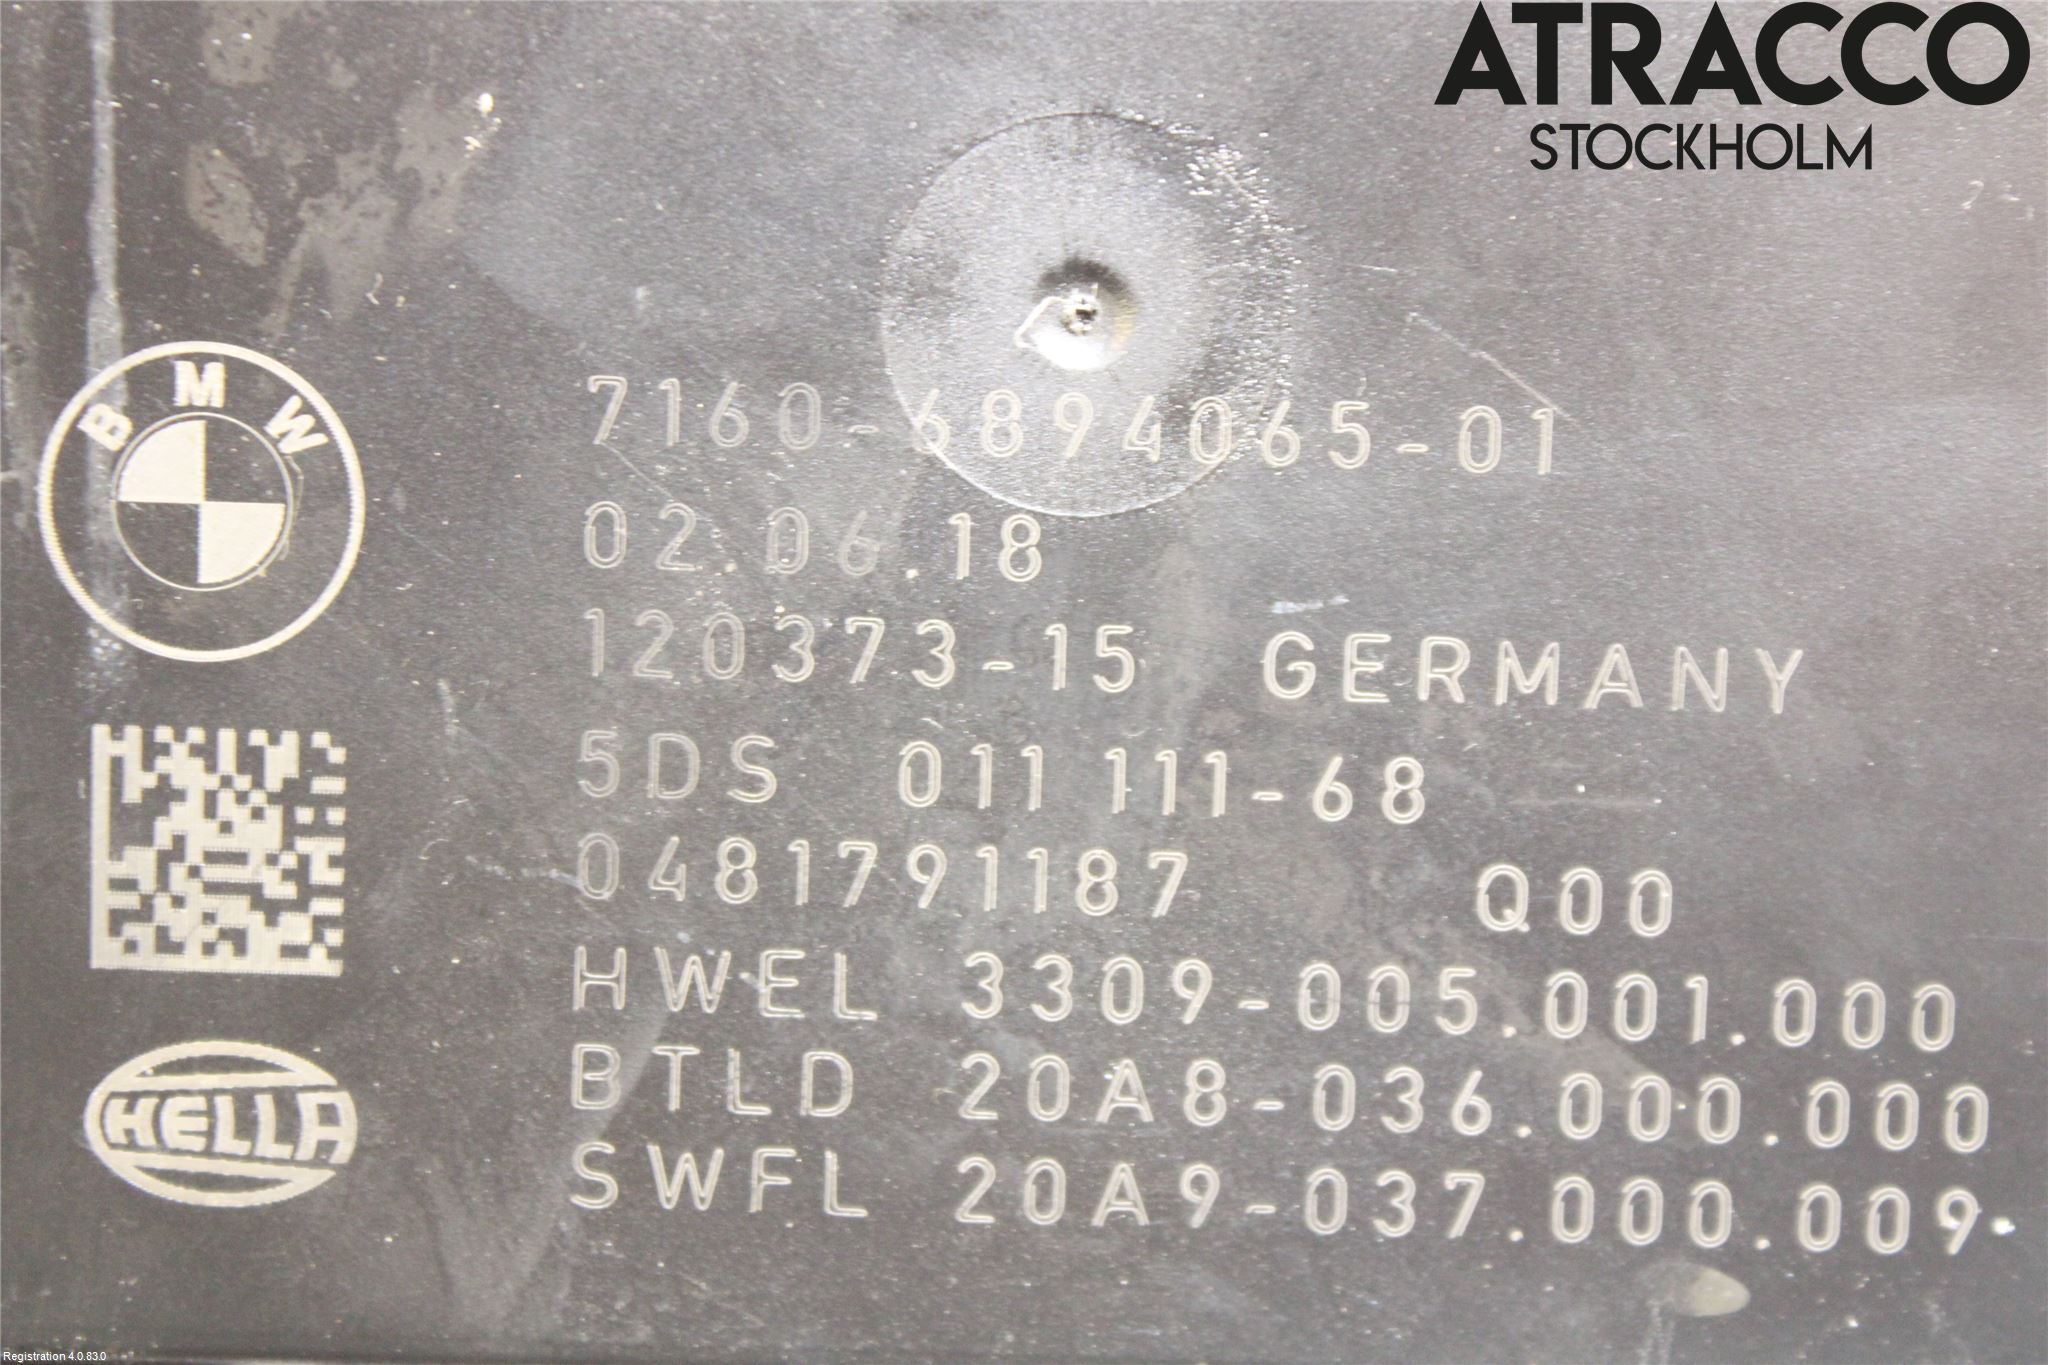 ATRACCO
STOCKHOLM
BMW
7160-6894065-01
02.06.18
120373-15 GERMANY
5DS 011 111-68
0481791187 Q00
HWEL 3309-005.001.000
BTLD 20A8-036.000.000
HELLA
SWFL 20A9-037.000.009
Registration 4.0.83.0